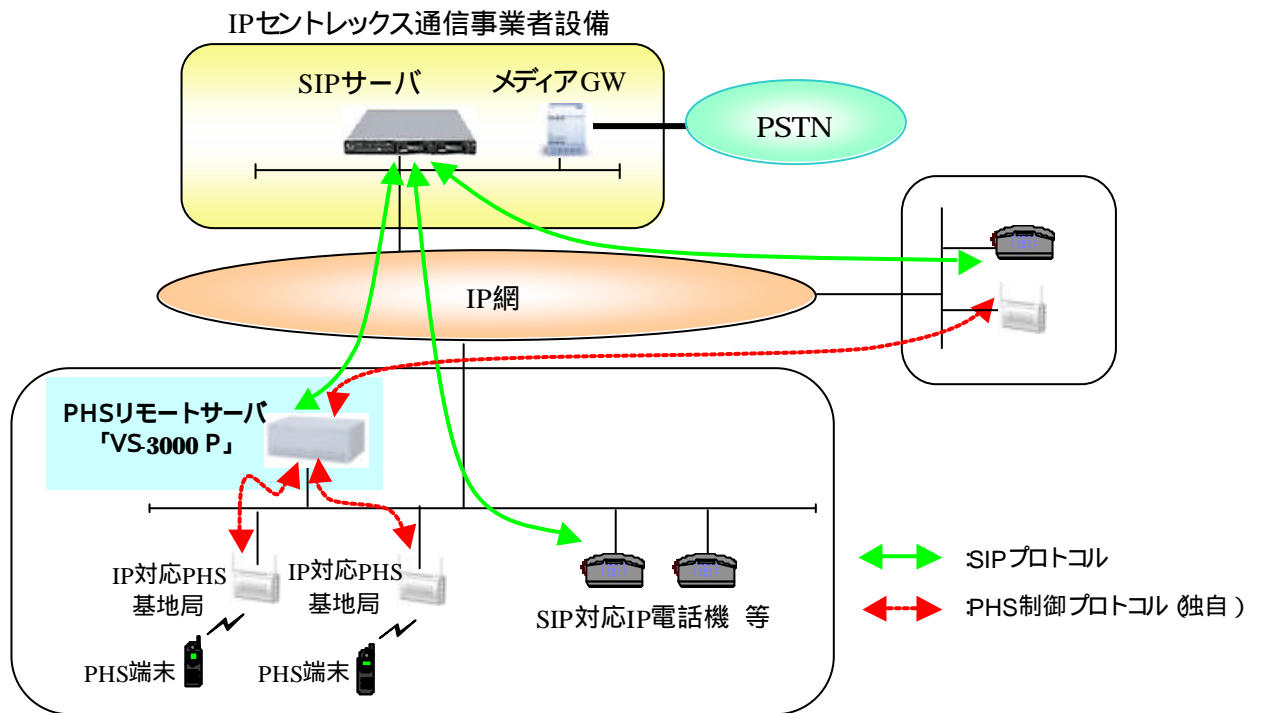 IPセントレックス通信事業者設備
SIPサーバ
メディアGW
PSTN
IP網
PHSリモートサーバ
「VS-3000 P」
IP対応PHS
基地局
IP対応PHS
基地局
SIP対応IP電話機 等
PHS端末
PHS端末
:SIPプロトコル
:PHS制御プロトコル(独自)